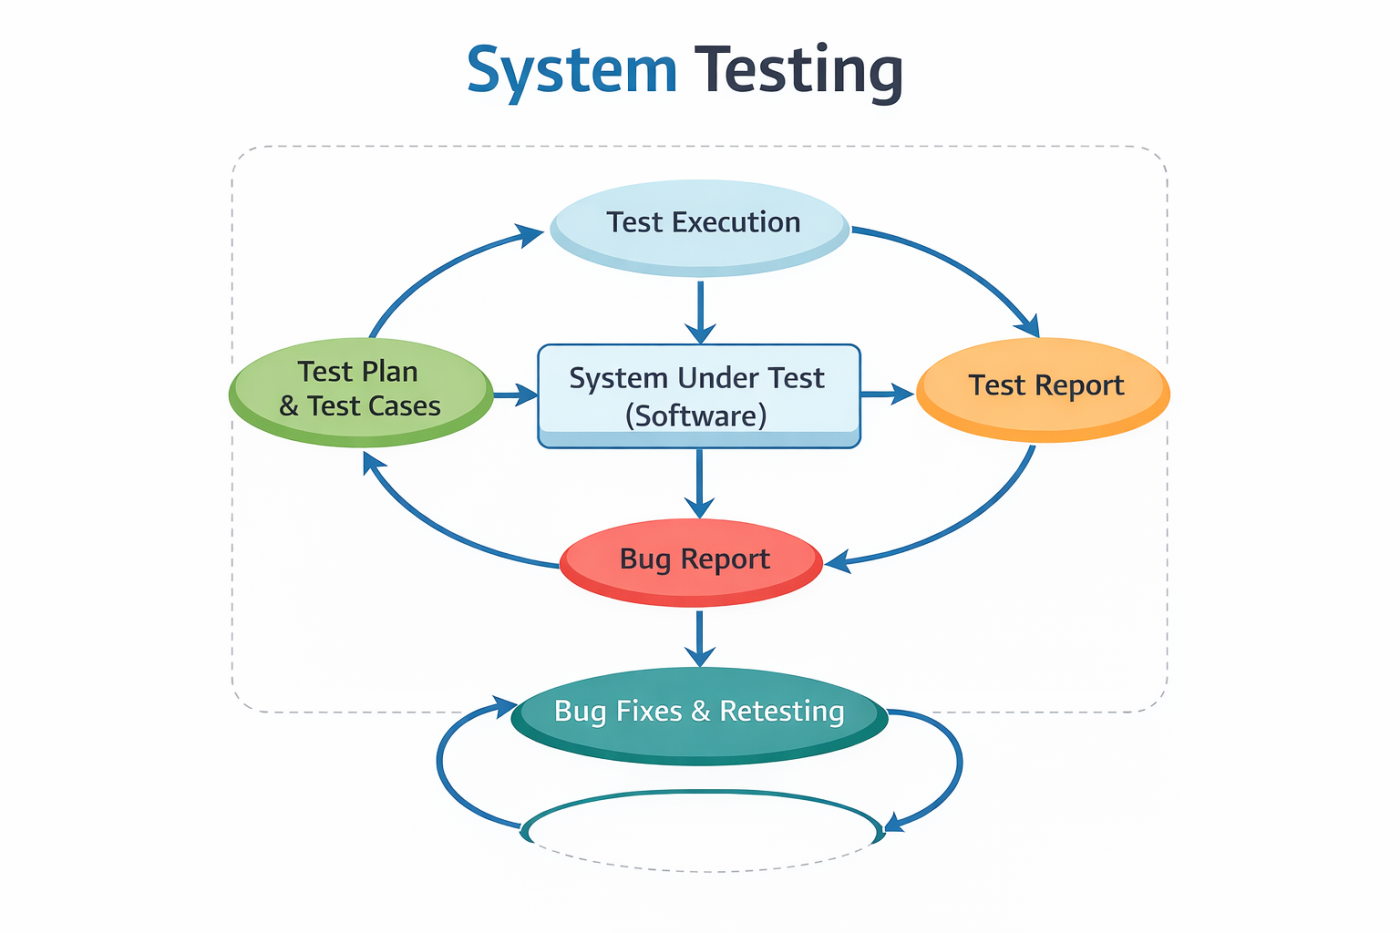 System Testing
Test Execution
Test Plan
& Test Cases
System Under Test
(Software)
Test Report
Bug Report
Bug Fixes & Retesting